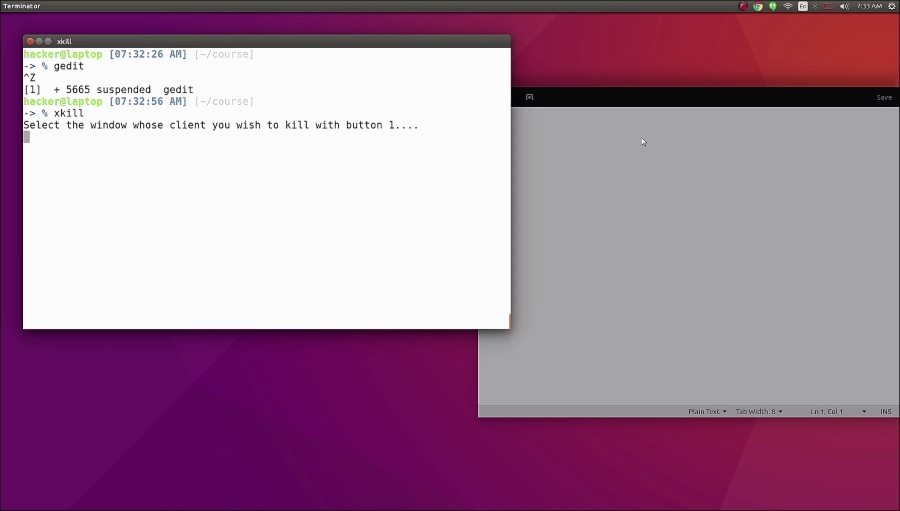 Terminator
En
7:33 AM
xkill
hacker@laptop [07:32:26 AM] [~/course]
-> % gedit
^Z
[1]  + 5665 suspended  gedit
hacker@laptop [07:32:56 AM] [~/course]
-> % xkill
Select the window whose client you wish to kill with button 1....
Save
Plain Text Tab Width: 8 Ln 1, Col 1 INS